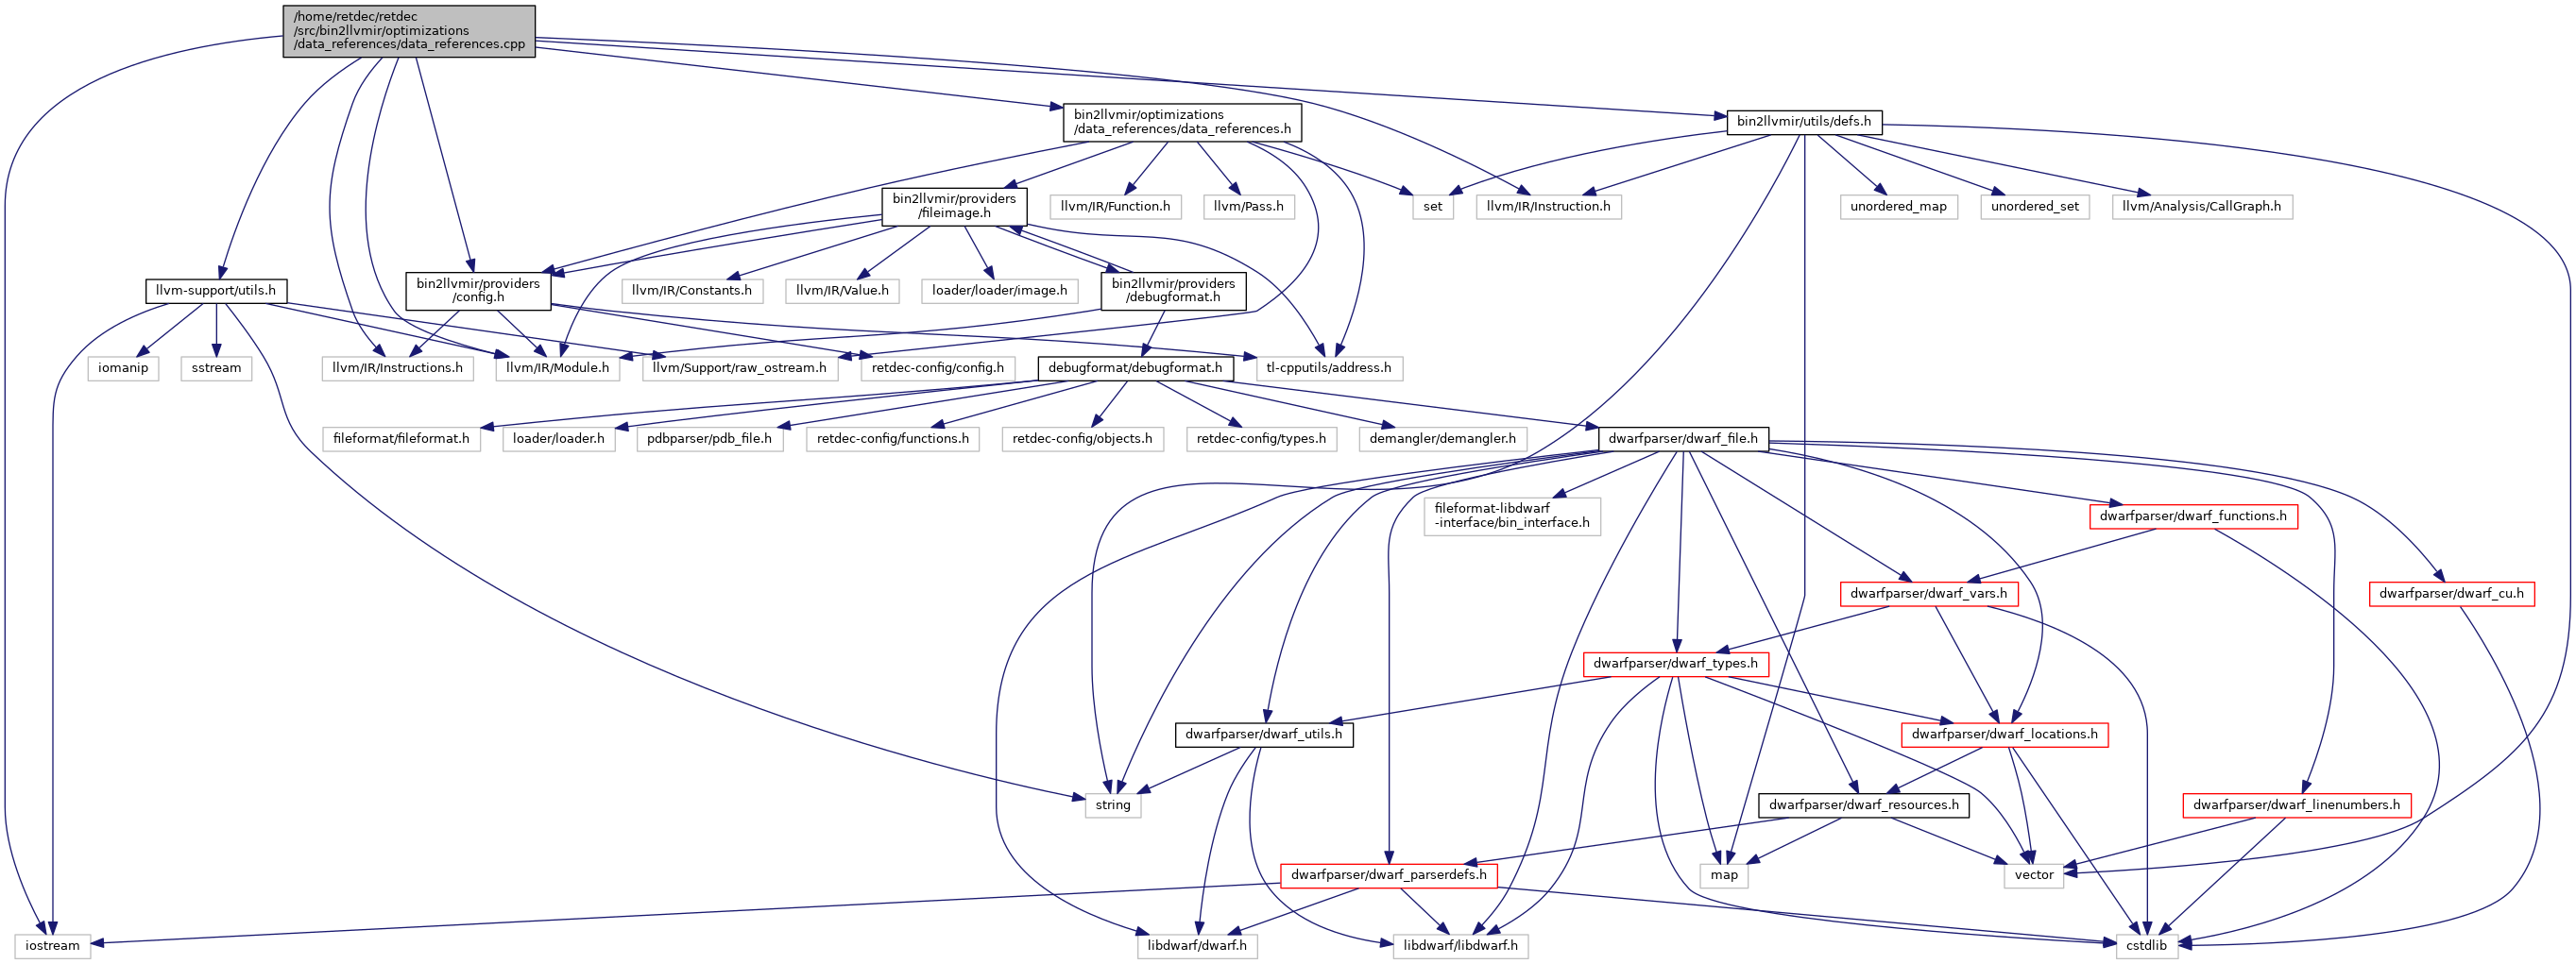 /home/retdec/retdec
/src/bin2llvmir/optimizations
/data_references/data_references.cpp
bin2llvmir/optimizations
/data_references/data_references.h
bin2llvmir/utils/defs.h
bin2llvmir/providers
/fileimage.h
llvm/IR/Function.h
llvm/Pass.h
set
llvm/IR/Instruction.h
unordered_map
unordered_set
llvm/Analysis/CallGraph.h
llvm-support/utils.h
bin2llvmir/providers
/config.h
llvm/IR/Constants.h
llvm/IR/Value.h
loader/loader/image.h
bin2llvmir/providers
/debugformat.h
iomanip
sstream
llvm/IR/Instructions.h
llvm/IR/Module.h
llvm/Support/raw_ostream.h
retdec-config/config.h
debugformat/debugformat.h
tl-cpputils/address.h
fileformat/fileformat.h
loader/loader.h
pdbparser/pdb_file.h
retdec-config/functions.h
retdec-config/objects.h
retdec-config/types.h
demangler/demangler.h
dwarfparser/dwarf_file.h
fileformat-libdwarf
-interface/bin_interface.h
dwarfparser/dwarf_functions.h
dwarfparser/dwarf_vars.h
dwarfparser/dwarf_cu.h
dwarfparser/dwarf_types.h
dwarfparser/dwarf_utils.h
dwarfparser/dwarf_locations.h
string
dwarfparser/dwarf_resources.h
dwarfparser/dwarf_linenumbers.h
dwarfparser/dwarf_parserdefs.h
map
vector
iostream
libdwarf/dwarf.h
libdwarf/libdwarf.h
cstdlib